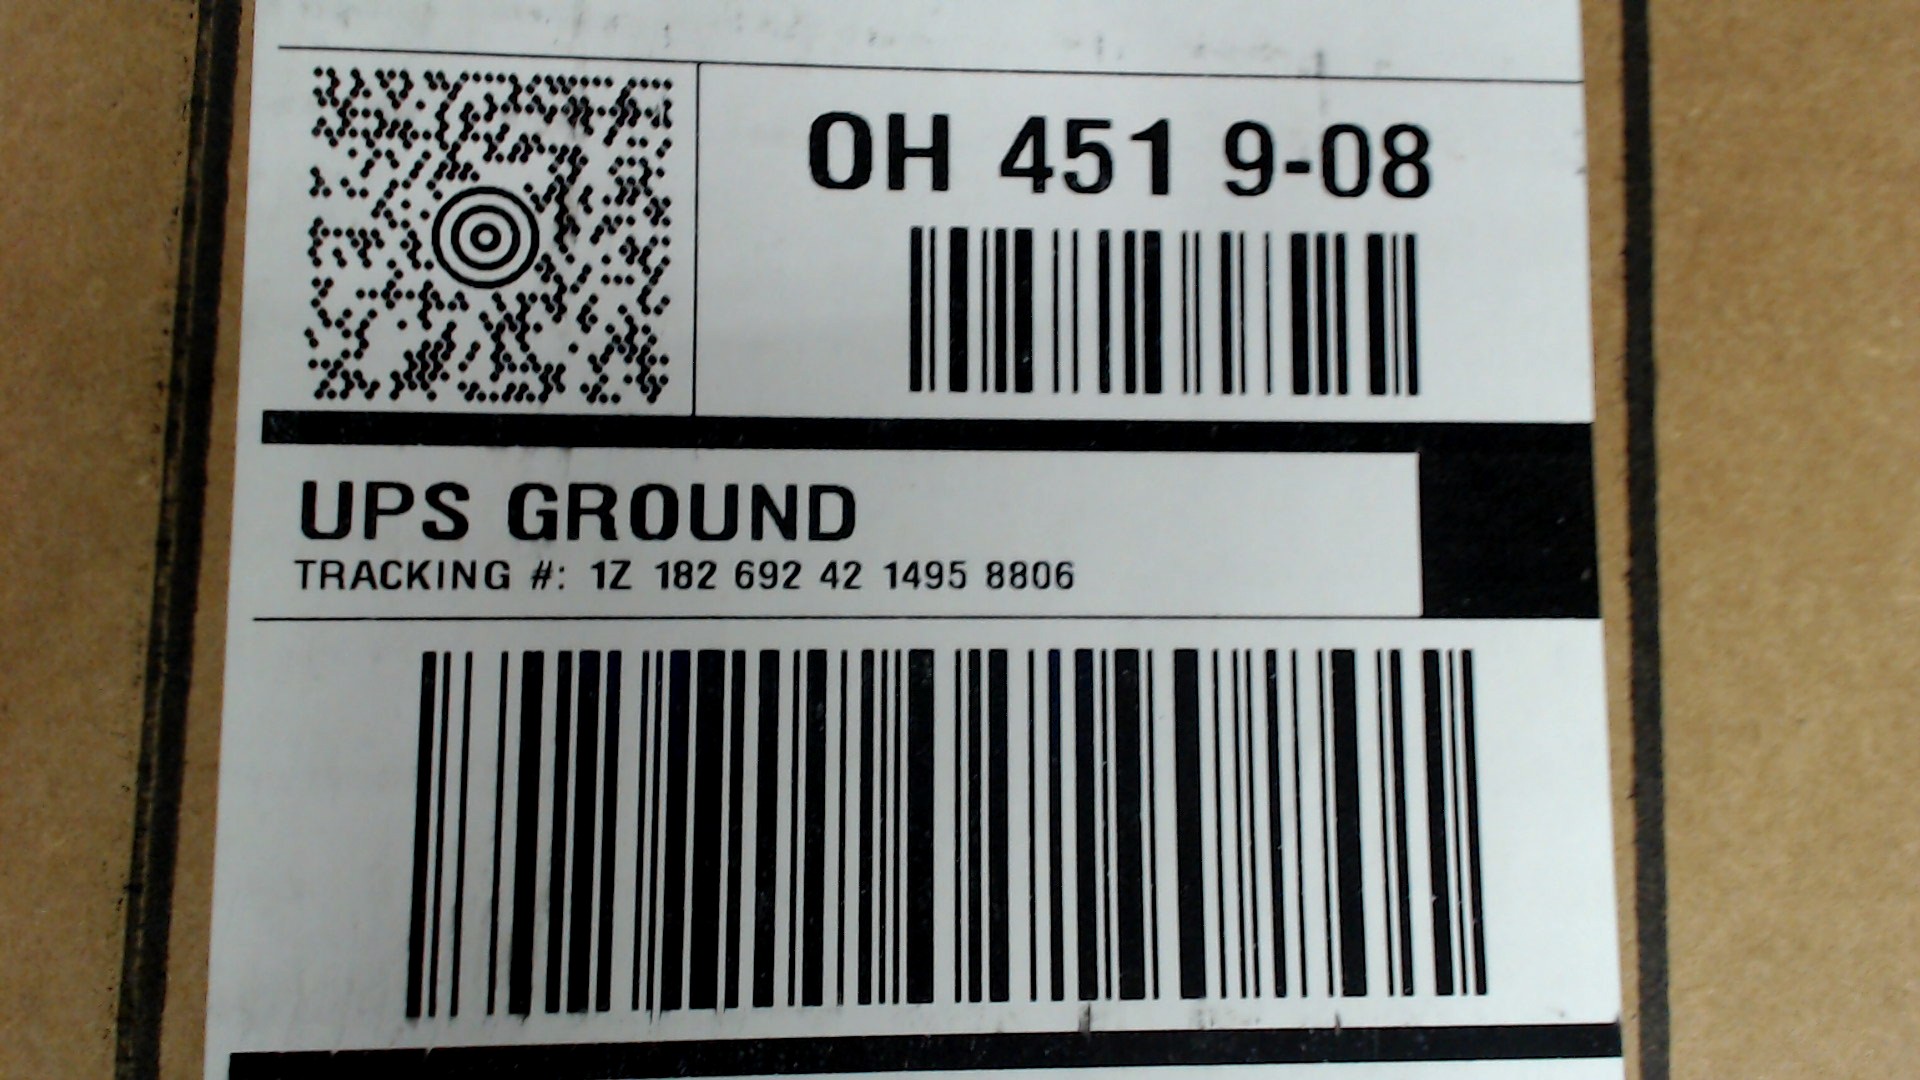 OH 451 9-08
UPS GROUND
TRACKING #: 1Z 182 692 42 1495 8806